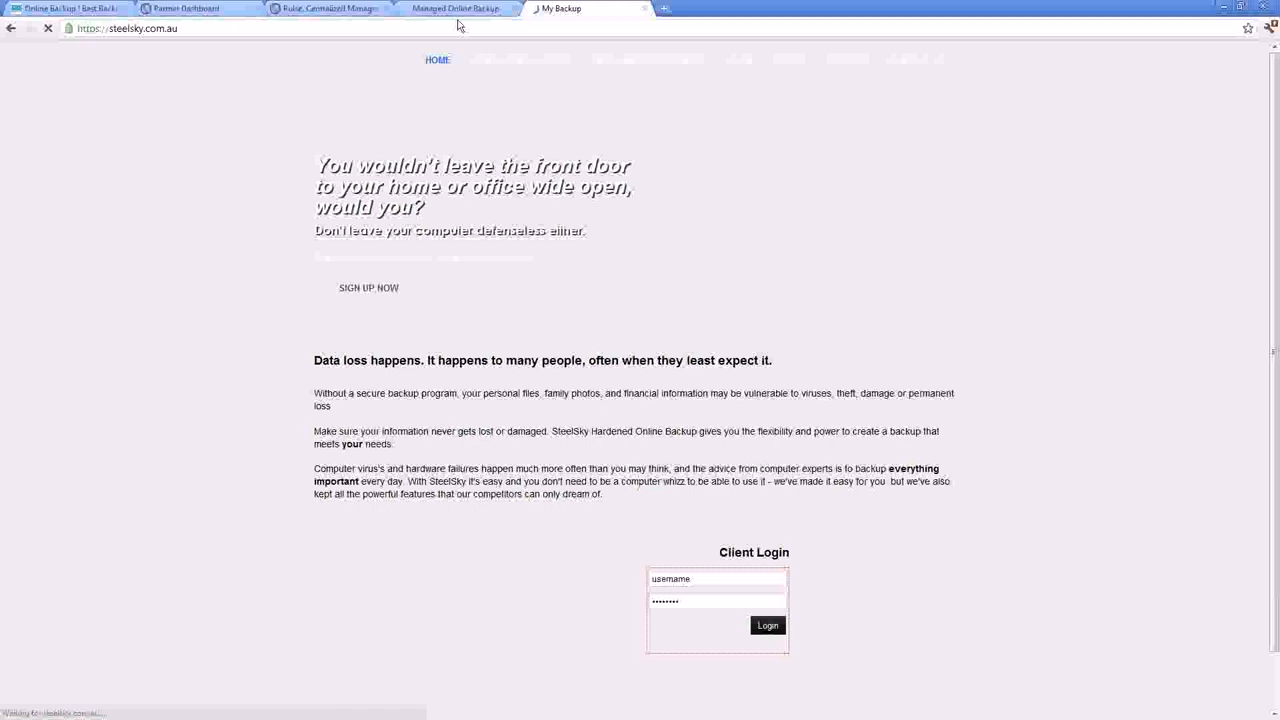 Online Backup | Best Back
Partner Dashboard
Managed Online Backup
My Backup
https://steelsky.com.au
HOME
You wouldn't leave the front door
to your home or office wide open,
would you?
Don't leave your computer defenseless either.
SIGN UP NOW
Data loss happens. It happens to many people, often when they least expect it.
Without a secure backup program, your personal files, family photos, and financial information may be vulnerable to viruses, theft, damage or permanent
loss
Make sure your information never gets lost or damaged. SteelSky Hardened Online Backup gives you the flexibility and power to create a backup that
meets your needs.
Computer virus's and hardware failures happen much more often than you may think, and the advice from computer experts is to backup everything
important every day. With SteelSky it's easy and you don't need to be a computer whizz to be able to use it - we've made it easy for you but we've also
kept all the powerful features that our competitors can only dream of.
Client Login
username
••••••••
Login
Waiting for steelsky.com.au...